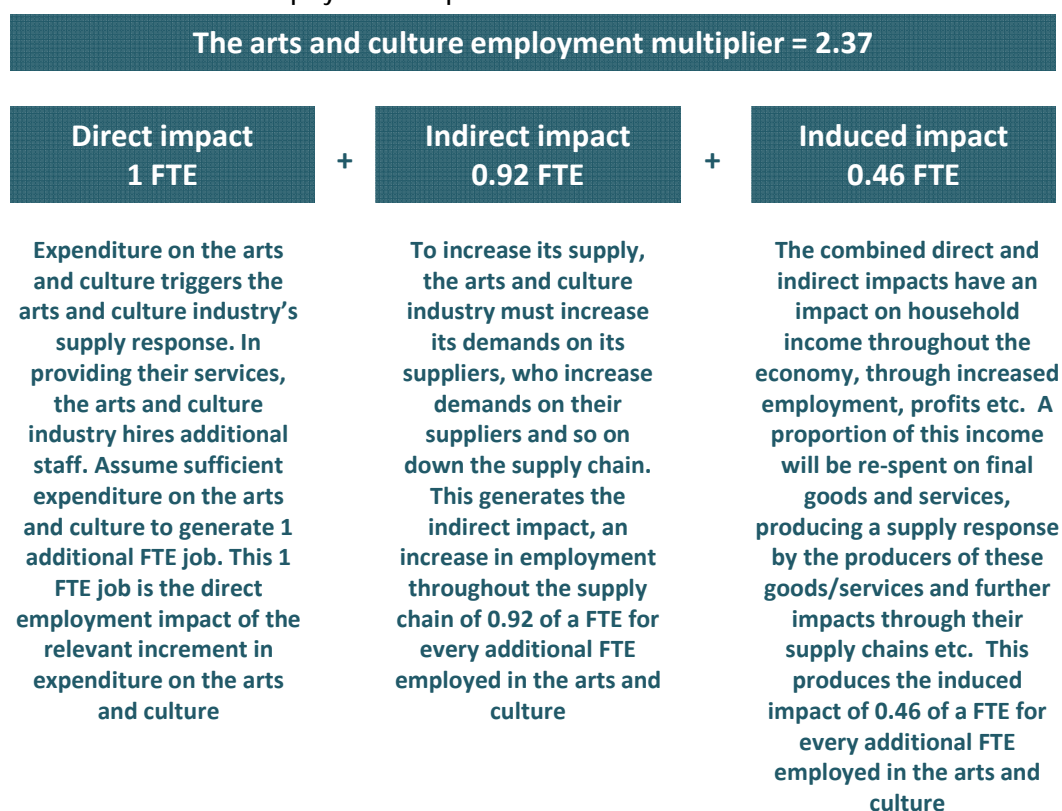 The arts and culture employment multiplier = 2.37
Direct impact
1 FTE
+
Indirect impact
0.92 FTE
+
Induced impact
0.46 FTE
Expenditure on the arts
and culture triggers the
arts and culture industry’s
supply response. In
providing their services,
the arts and culture
industry hires additional
staff. Assume sufficient
expenditure on the arts
and culture to generate 1
additional FTE job. This 1
FTE job is the direct
employment impact of the
relevant increment in
expenditure on the arts
and culture
To increase its supply,
the arts and culture
industry must increase
its demands on its
suppliers, who increase
demands on their
suppliers and so on
down the supply chain.
This generates the
indirect impact, an
increase in employment
throughout the supply
chain of 0.92 of a FTE for
every additional FTE
employed in the arts and
culture
The combined direct and
indirect impacts have an
impact on household
income throughout the
economy, through increased
employment, profits etc.  A
proportion of this income
will be re-spent on final
goods and services,
producing a supply response
by the producers of these
goods/services and further
impacts through their
supply chains etc.  This
produces the induced
impact of 0.46 of a FTE for
every additional FTE
employed in the arts and
culture